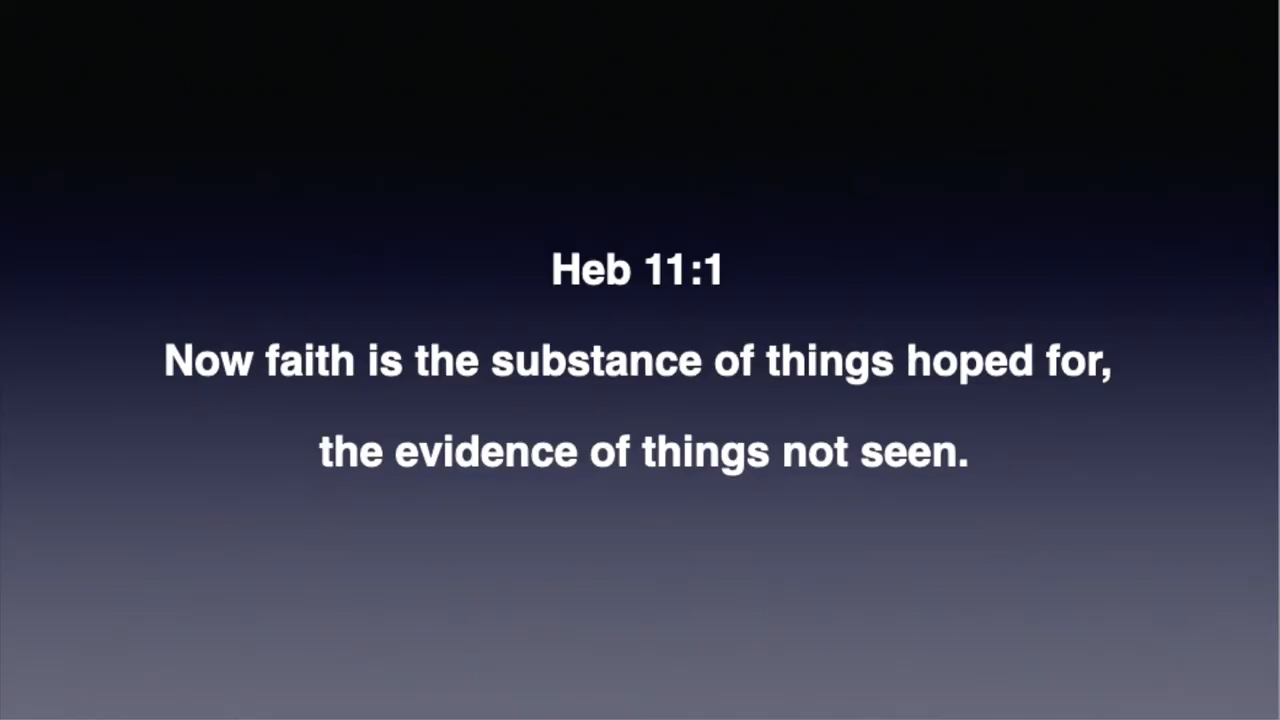 Heb 11:1
Now faith is the substance of things hoped for,
the evidence of things not seen.